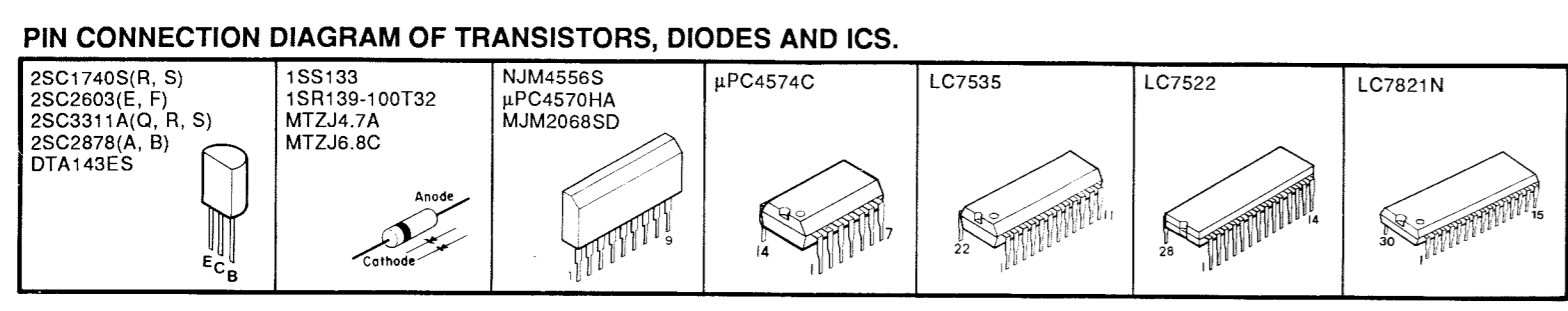 PIN CONNECTION DIAGRAM OF TRANSISTORS, DIODES AND ICS.
2SC1740S(R, S)
2SC2603(E, F)
2SC3311A(Q, R, S)
2SC2878(A, B)
DTA143ES
E C B
1SS133
1SR139-100T32
MTZJ4.7A
MTZJ6.8C
Anode
Cathode
NJM4556S
µPC4570HA
MJM2068SD
9
1
µPC4574C
14
7
1
LC7535
22
11
1
LC7522
28
14
1
LC7821N
30
15
1